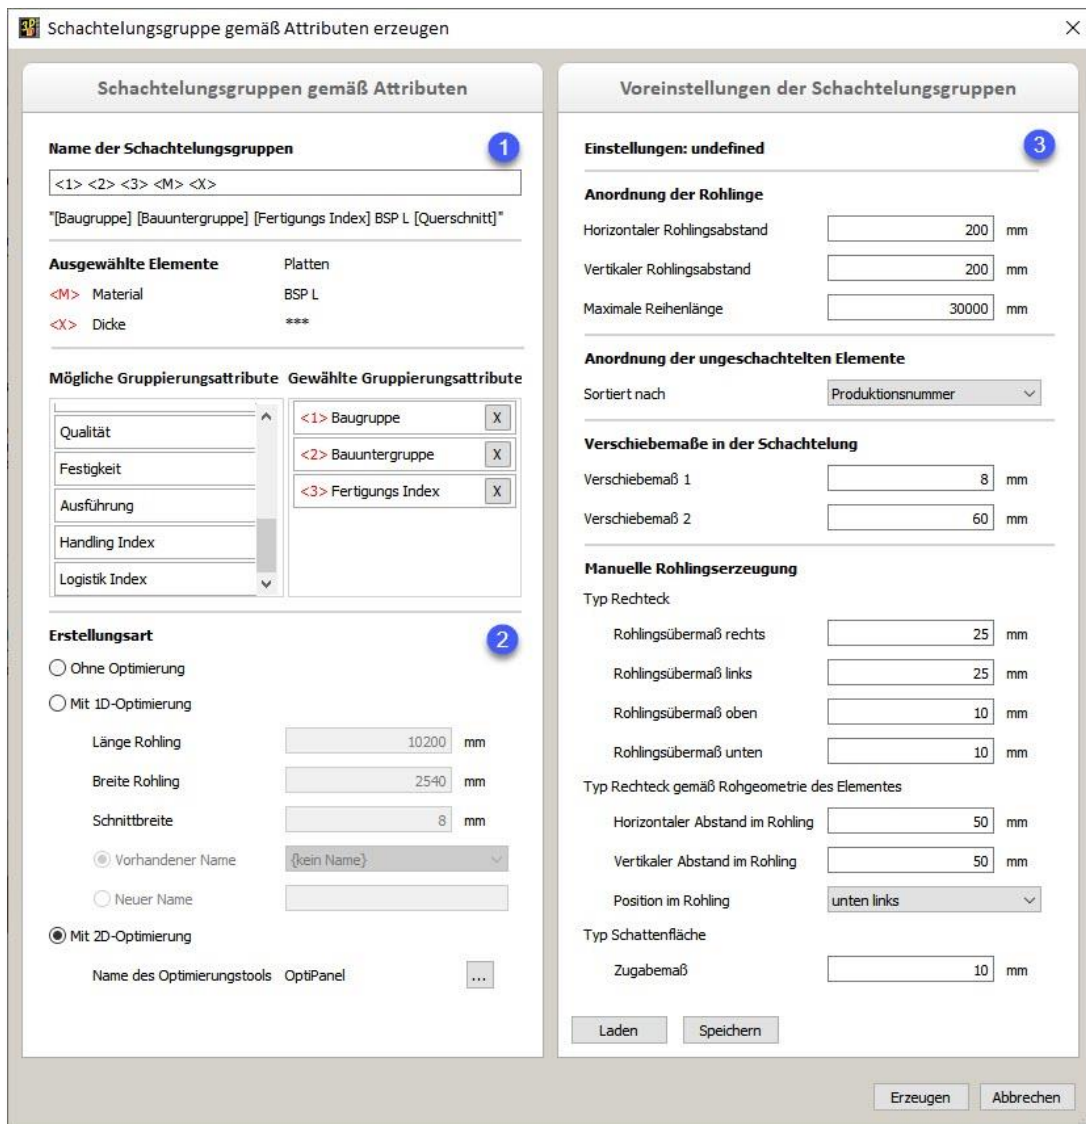 Schachtelungsgruppe gemäß Attributen erzeugen
Schachtelungsgruppen gemäß Attributen
Name der Schachtelungsgruppen
1
<1> <2> <3> <M> <X>
"[Baugruppe] [Bauuntergruppe] [Fertigungs Index] BSP L [Querschnitt]"
Ausgewählte Elemente Platten
<M> Material BSP L
<X> Dicke ***
Mögliche Gruppierungsattribute Gewählte Gruppierungsattribute
Qualität
Festigkeit
Ausführung
Handling Index
Logistik Index
<1> Baugruppe X
<2> Bauuntergruppe X
<3> Fertigungs Index X
Erstellungsart
2
Ohne Optimierung
Mit 1D-Optimierung
Länge Rohling 10200 mm
Breite Rohling 2540 mm
Schnittbreite 8 mm
Vorhandener Name {kein Name}
Neuer Name
Mit 2D-Optimierung
Name des Optimierungstools OptiPanel ...
Voreinstellungen der Schachtelungsgruppen
Einstellungen: undefined
3
Anordnung der Rohlinge
Horizontaler Rohlingsabstand 200 mm
Vertikaler Rohlingsabstand 200 mm
Maximale Reihenlänge 30000 mm
Anordnung der ungeschachtelten Elemente
Sortiert nach Produktionsnummer
Verschiebemaße in der Schachtelung
Verschiebemaß 1 8 mm
Verschiebemaß 2 60 mm
Manuelle Rohlingserzeugung
Typ Rechteck
Rohlingsübermaß rechts 25 mm
Rohlingsübermaß links 25 mm
Rohlingsübermaß oben 10 mm
Rohlingsübermaß unten 10 mm
Typ Rechteck gemäß Rohgeometrie des Elementes
Horizontaler Abstand im Rohling 50 mm
Vertikaler Abstand im Rohling 50 mm
Position im Rohling unten links
Typ Schattenfläche
Zugabemaß 10 mm
Laden Speichern
Erzeugen Abbrechen